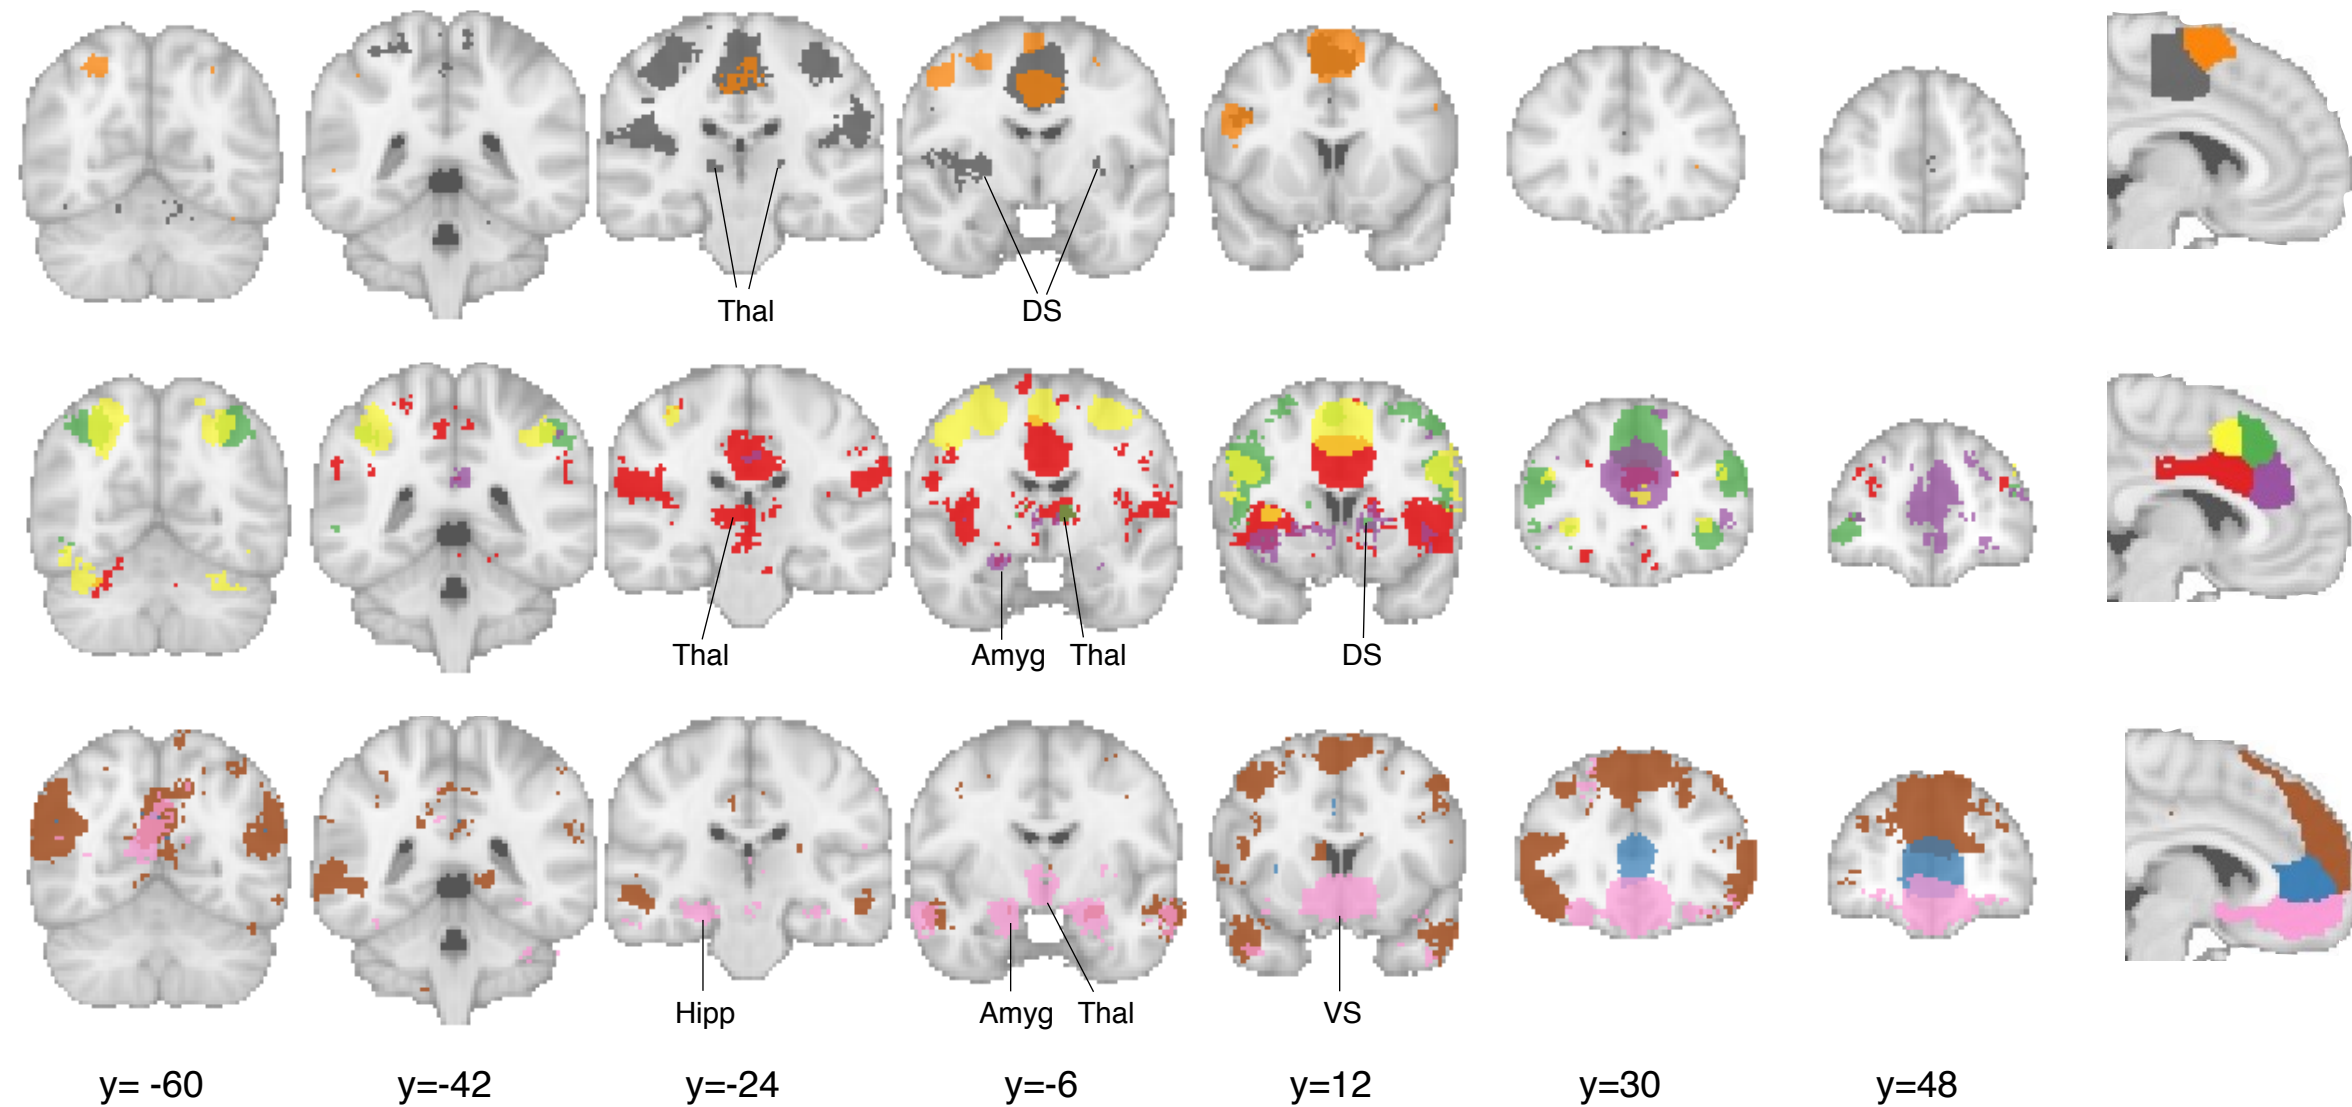 Thal
DS
Thal
Amyg
Thal
DS
Hipp
Amyg
Thal
VS
y= -60
y=-42
y=-24
y=-6
y=12
y=30
y=48